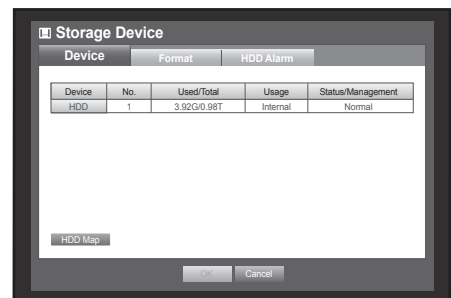 Storage Device
Device Format HDD Alarm
Device No. Used/Total Usage Status/Management
HDD 1 3.92G/0.98T Internal Normal
HDD Map
OK Cancel